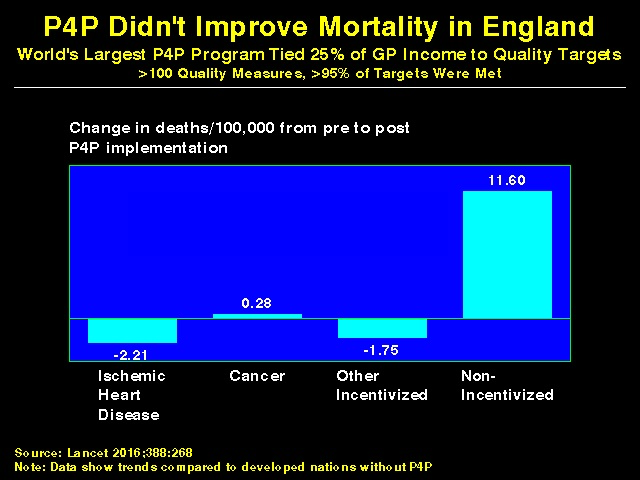 P4P Didn't Improve Mortality in England
World's Largest P4P Program Tied 25% of GP Income to Quality Targets
>100 Quality Measures, >95% of Targets Were Met
Change in deaths/100,000 from pre to post
P4P implementation
11.60
0.28
-2.21
-1.75
Ischemic
Heart
Disease
Cancer
Other
Incentivized
Non-
Incentivized
Source: Lancet 2016;388:268
Note: Data show trends compared to developed nations without P4P